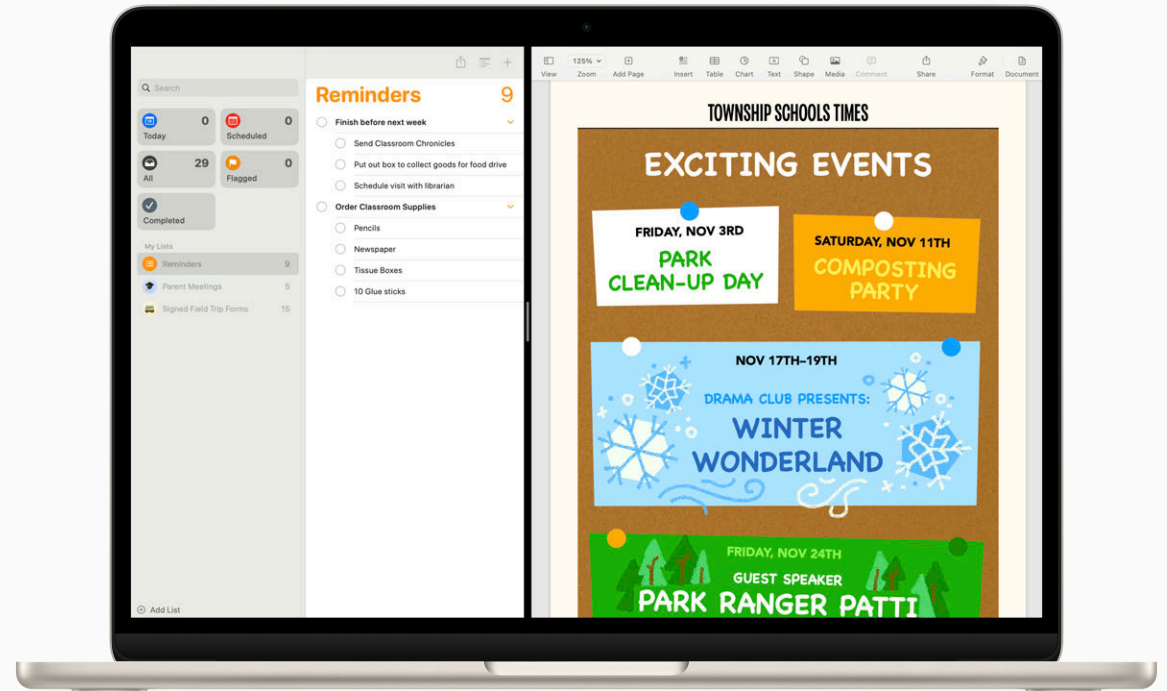 Search
0
Today
0
Scheduled
29
All
0
Flagged
Completed
My Lists
Reminders 9
Parent Meetings 5
Signed Field Trip Forms 15
Add List
Reminders 9
Finish before next week
Send Classroom Chronicles
Put out box to collect goods for food drive
Schedule visit with librarian
Order Classroom Supplies
Pencils
Newspaper
Tissue Boxes
10 Glue sticks
125%
View Zoom Add Page Insert Table Chart Text Shape Media Comment Share Format Document
TOWNSHIP SCHOOLS TIMES
EXCITING EVENTS
FRIDAY, NOV 3RD
PARK
CLEAN-UP DAY
SATURDAY, NOV 11TH
COMPOSTING
PARTY
NOV 17TH–19TH
DRAMA CLUB PRESENTS:
WINTER
WONDERLAND
FRIDAY, NOV 24TH
GUEST SPEAKER
PARK RANGER PATTI